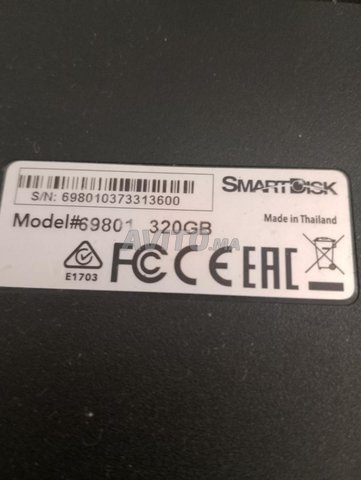 S/N: 698010373313600
SMARTDISK
Made in Thailand
Model#69801 320GB
AVITO.ma
E1703
FC CE EAC